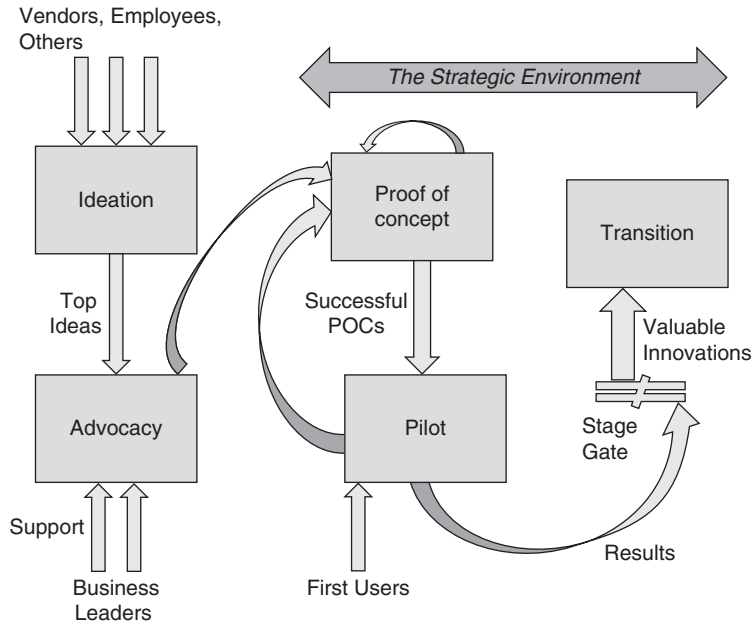 Vendors, Employees,
Others
The Strategic Environment
Ideation
Proof of
concept
Transition
Top
Ideas
Successful
POCs
Valuable
Innovations
Advocacy
Pilot
Stage
Gate
Support
Results
Business
Leaders
First Users